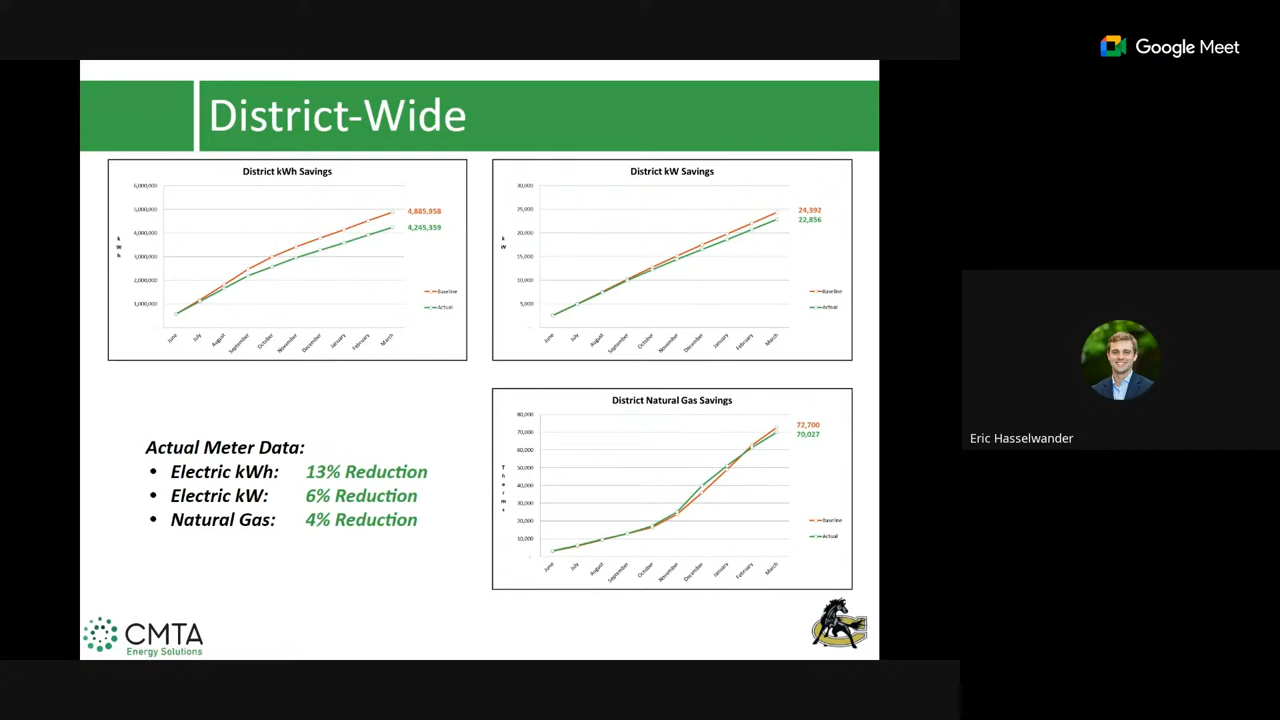 Google Meet
District-Wide
District kWh Savings
6,000,000
5,000,000
4,000,000
3,000,000
2,000,000
1,000,000
-
kWh
4,885,958
4,245,359
Baseline
Actual
June
July
August
September
October
November
December
January
February
March
District kW Savings
30,000
25,000
20,000
15,000
10,000
5,000
-
kW
24,392
22,856
Baseline
Actual
June
July
August
September
October
November
December
January
February
March
Actual Meter Data:
• Electric kWh: 13% Reduction
• Electric kW: 6% Reduction
• Natural Gas: 4% Reduction
District Natural Gas Savings
80,000
70,000
60,000
50,000
40,000
30,000
20,000
10,000
-
Therms
72,700
70,027
Baseline
Actual
June
July
August
September
October
November
December
January
February
March
Eric Hasselwander
CMTA
Energy Solutions
C